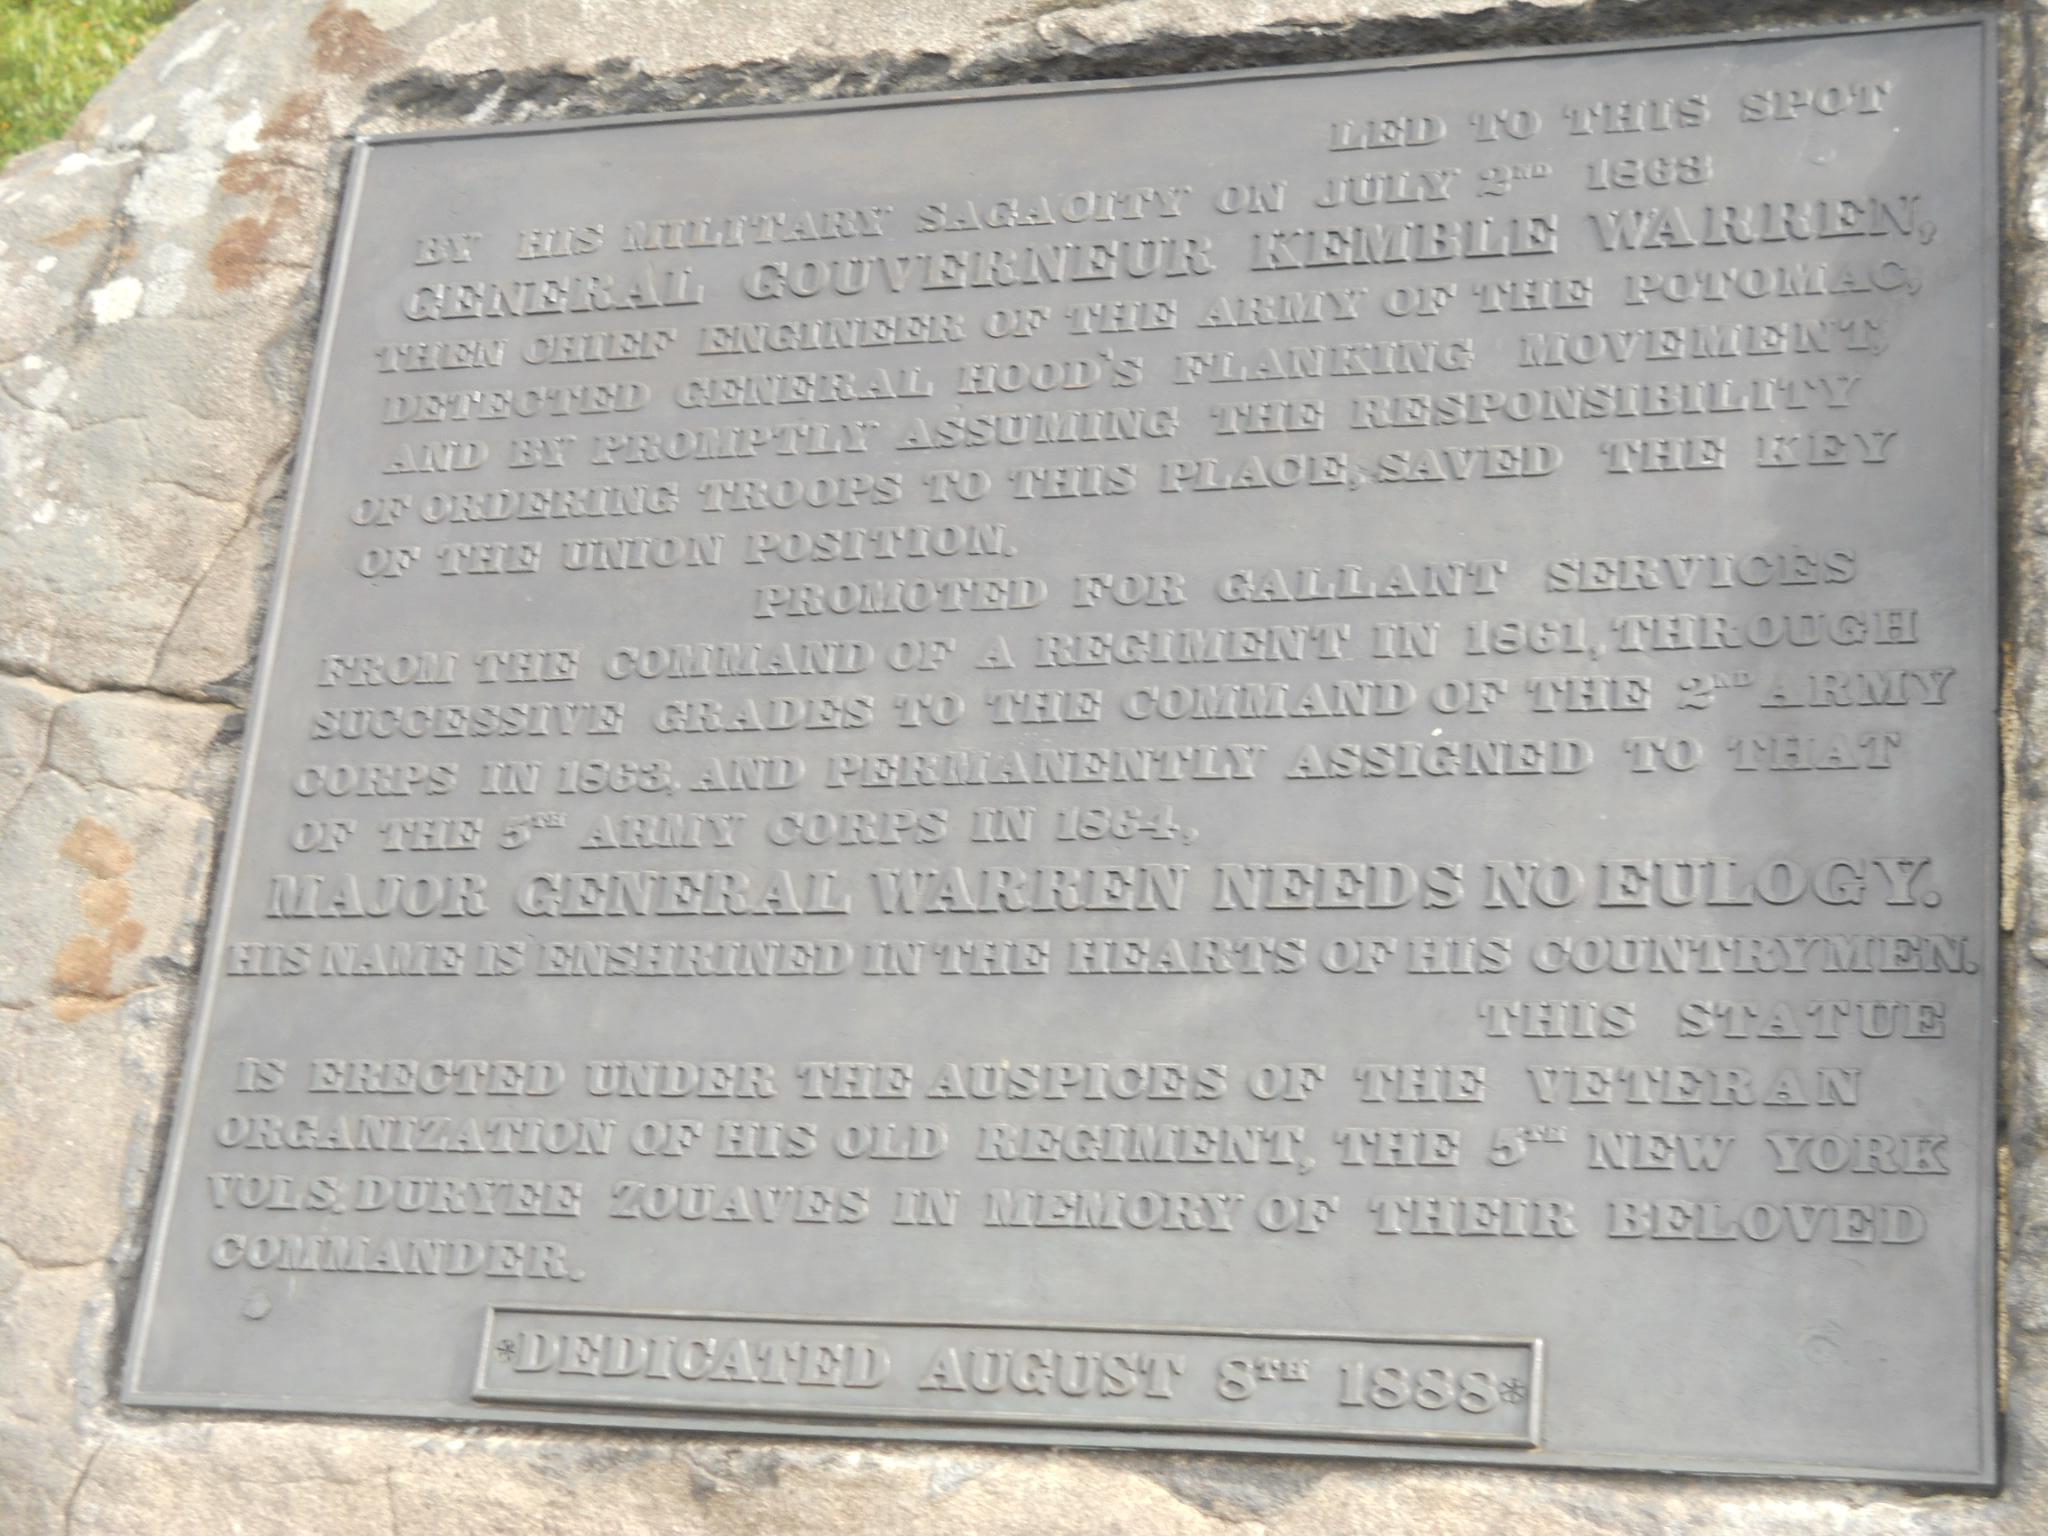 LED TO THIS SPOT
BY HIS MILITARY SAGACITY ON JULY 2ND 1863
GENERAL GOUVERNEUR KEMBLE WARREN,
THEN CHIEF ENGINEER OF THE ARMY OF THE POTOMAC,
DETECTED GENERAL HOOD'S FLANKING MOVEMENT,
AND BY PROMPTLY ASSUMING THE RESPONSIBILITY
OF ORDERING TROOPS TO THIS PLACE, SAVED THE KEY
OF THE UNION POSITION.
PROMOTED FOR GALLANT SERVICES
FROM THE COMMAND OF A REGIMENT IN 1861, THROUGH
SUCCESSIVE GRADES TO THE COMMAND OF THE 2ND ARMY
CORPS IN 1863, AND PERMANENTLY ASSIGNED TO THAT
OF THE 5TH ARMY CORPS IN 1864,
MAJOR GENERAL WARREN NEEDS NO EULOGY.
HIS NAME IS ENSHRINED IN THE HEARTS OF HIS COUNTRYMEN.
THIS STATUE
IS ERECTED UNDER THE AUSPICES OF THE VETERAN
ORGANIZATION OF HIS OLD REGIMENT, THE 5TH NEW YORK
VOLS. DURYEE ZOUAVES IN MEMORY OF THEIR BELOVED
COMMANDER.
*DEDICATED AUGUST 8TH 1888*